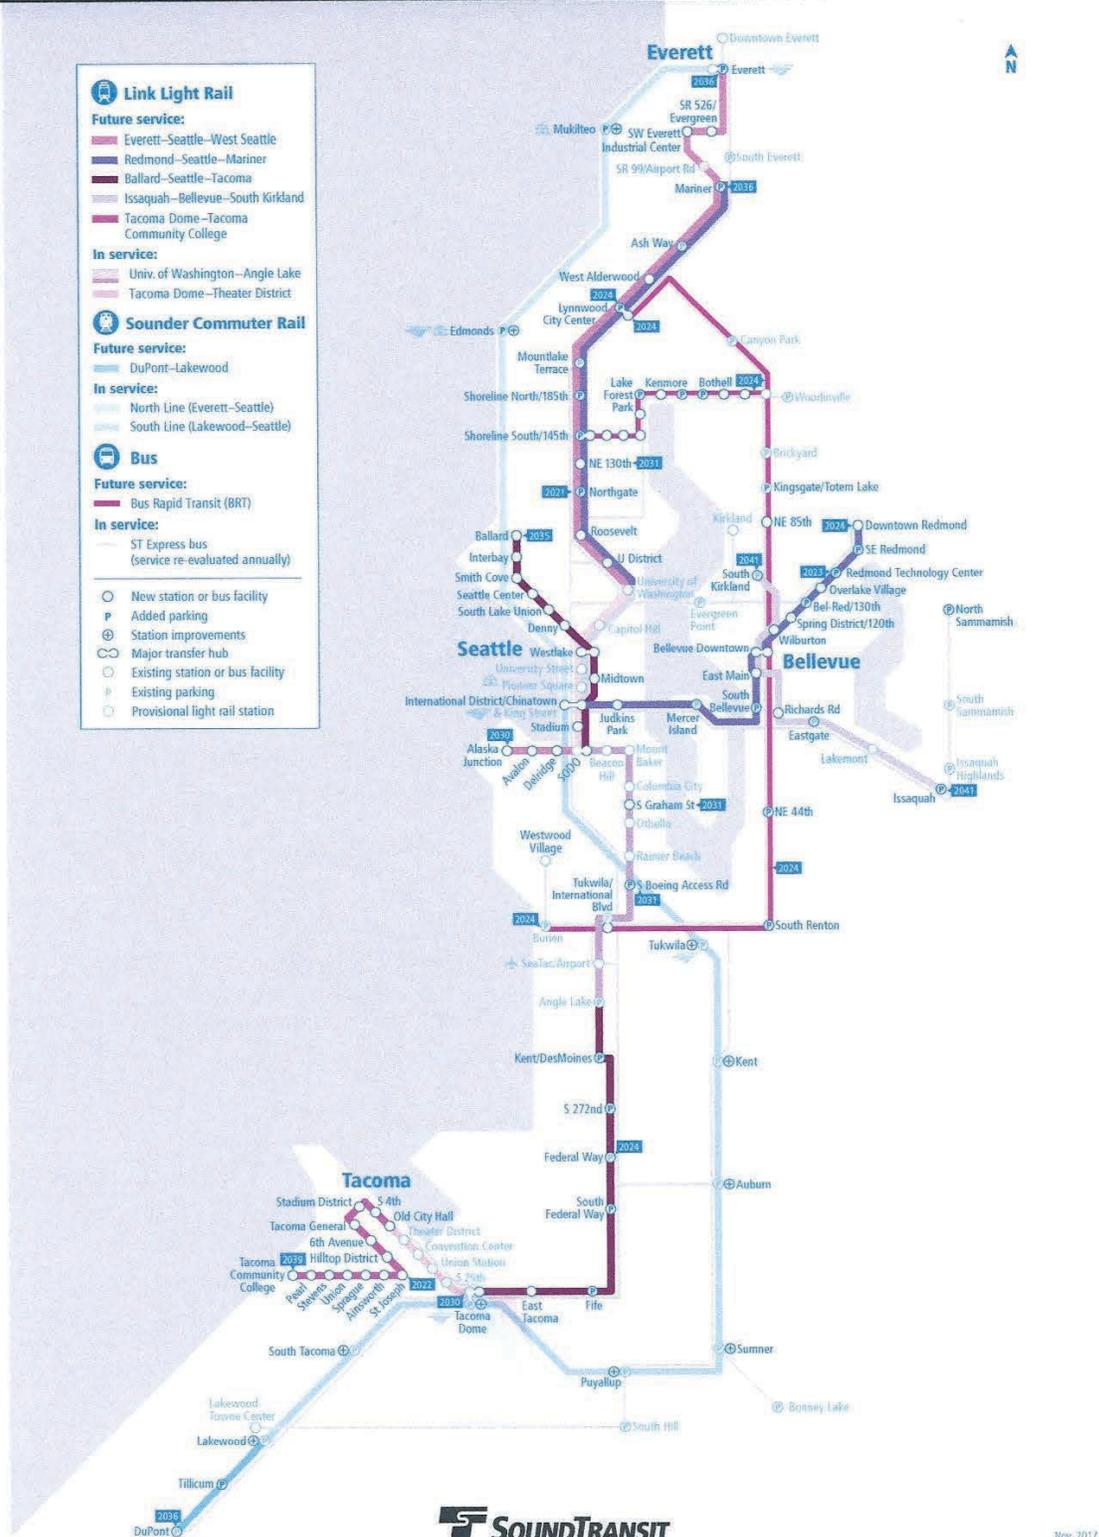 Link Light Rail
Future service:
Everett–Seattle–West Seattle
Redmond–Seattle–Mariner
Ballard–Seattle–Tacoma
Issaquah–Bellevue–South Kirkland
Tacoma Dome–Tacoma
Community College
In service:
Univ. of Washington–Angle Lake
Tacoma Dome–Theater District
Sounder Commuter Rail
Future service:
DuPont–Lakewood
In service:
North Line (Everett–Seattle)
South Line (Lakewood–Seattle)
Bus
Future service:
Bus Rapid Transit (BRT)
In service:
ST Express bus
(service re-evaluated annually)
New station or bus facility
P Added parking
Station improvements
Major transfer hub
Existing station or bus facility
P Existing parking
Provisional light rail station
N
Downtown Everett
Everett
P Everett
2036
SR 526/
Evergreen
Mukilteo P
SW Everett
Industrial Center
P South Everett
SR 99/Airport Rd
Mariner P 2036
Ash Way P
West Alderwood
2024
Lynnwood P
City Center
2024
Edmonds P
P Canyon Park
Mountlake
Terrace P
Lake
Forest
Park P
Kenmore P
Bothell P
2024
Shoreline North/185th P
P Woodinville
Shoreline South/145th P
P Brickyard
NE 130th 2031
P Kingsgate/Totem Lake
2021 P Northgate
Kirkland
NE 85th
2024 Downtown Redmond
Ballard 2035
Roosevelt
P SE Redmond
Interbay
U District
2041
South
Kirkland P
2023 P Redmond Technology Center
Smith Cove
University of
Washington
Overlake Village
Seattle Center
P Evergreen
Point
P Bel-Red/130th
P North
Sammamish
South Lake Union
Spring District/120th
Denny
Capitol Hill
Wilburton
Seattle
Westlake
Bellevue Downtown
Bellevue
University Street
Pioneer Square
Midtown
East Main
International District/Chinatown
& King Street
Judkins
Park
P Mercer
Island
South
Bellevue P
P South
Sammamish
Richards Rd
Stadium
P Eastgate
2030
Alaska
Junction
Avalon
Delridge
SODO
Beacon
Hill
Mount
Baker
Lakemont
P Issaquah
Highlands
Columbia City
Issaquah P 2041
S Graham St 2031
P NE 44th
Othello
Westwood
Village
Rainier Beach
2024
Tukwila/
International
Blvd
P S Boeing Access Rd
2031
2024
P Burien
P South Renton
Tukwila P
SeaTac/Airport
Angle Lake P
Kent/DesMoines P
P Kent
S 272nd P
2024
Federal Way P
Tacoma
P Auburn
Stadium District
S 4th
South
Federal Way P
Old City Hall
Tacoma General
Theater District
6th Avenue
Convention Center
2039
Hilltop District
Union Station
Tacoma
Community
College
S 25th
Pearl
Stevens
Union
Sprague
Ainsworth
St Joseph
2022
2030
P
Tacoma
Dome
East
Tacoma
P Fife
South Tacoma P
P Sumner
Puyallup P
P Bonney Lake
Lakewood
Towne Center
P South Hill
Lakewood P
Tillicum P
2036
DuPont P
SOUNDTRANSIT
Nov. 2017